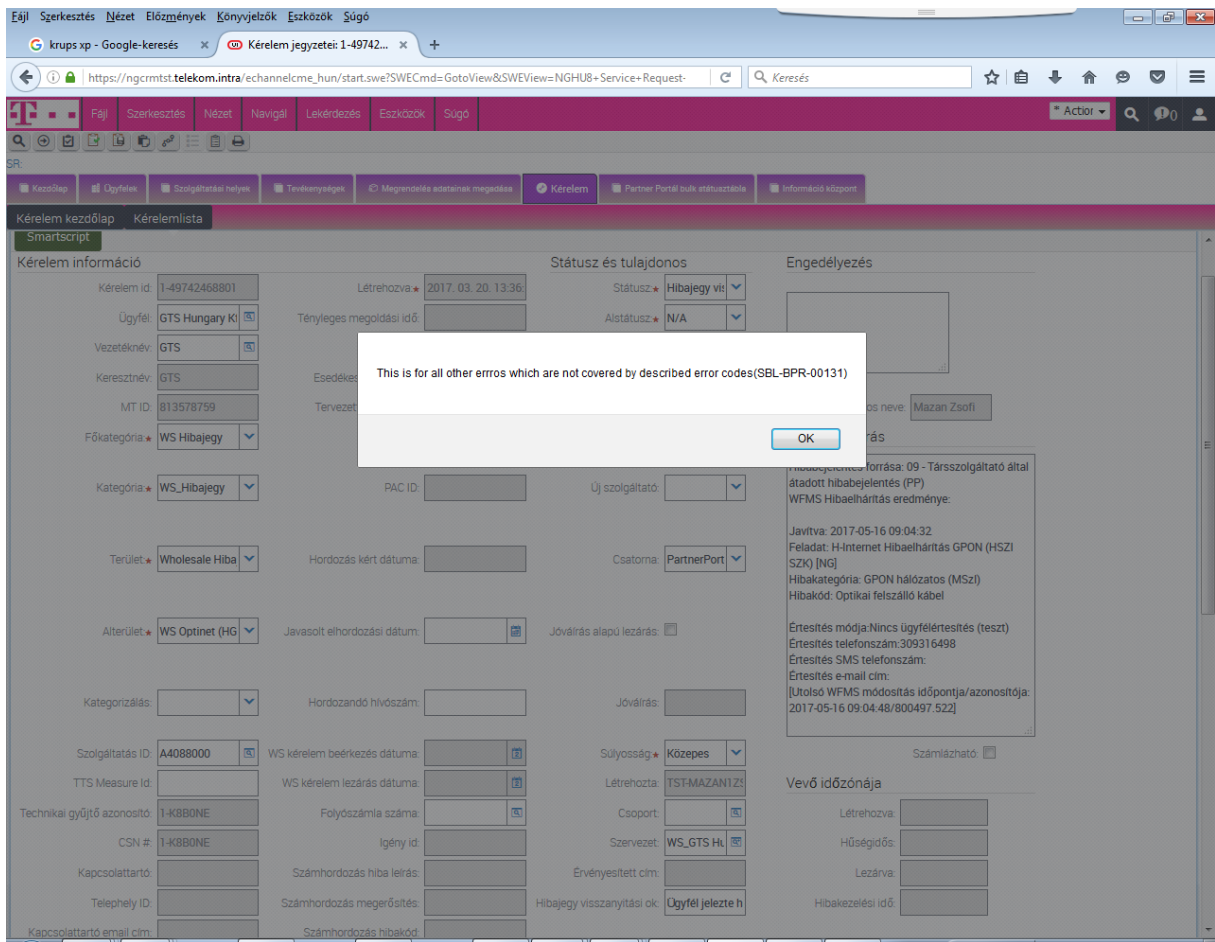 Fájl Szerkesztés Nézet Előzmények Könyvjelzők Eszközök Súgó
krups xp - Google-keresés
Kérelem jegyzetei: 1-49742...
https://ngcrmtst.telekom.intra/echannelcme_hun/start.swe?SWECmd=GotoView&SWEView=NGHU8+Service+Request-
Keresés
Fájl Szerkesztés Nézet Navigál Lekérdezés Eszközök Súgó
* Action
0
SR:
Kezdőlap Ügyfelek Szolgáltatási helyek Tevékenységek Megrendelés adatainak megadása Kérelem Partner Portál bulk státusztábla Információ központ
Kérelem kezdőlap Kérelemlista
Smartscript
Kérelem információ Státusz és tulajdonos Engedélyezés
Kérelem id: 1-49742468801 Létrehozva:* 2017. 03. 20. 13:36: Státusz:* Hibajegy vis
Ügyfél: GTS Hungary Kf Tényleges megoldási idő: Alstátusz:* N/A
Vezetéknév: GTS
This is for all other errros which are not covered by described error codes(SBL-BPR-00131)
Keresztnév: GTS Esedékes
MT ID: 813578759 Tervezet os neve: Mazan Zsofi
Főkategória:* WS Hibajegy OK rás
Kategória:* WS_Hibajegy PAC ID: Új szolgáltató:
Hibabejelentés forrása: 09 - Társszolgáltató által
átadott hibabejelentés (PP)
WFMS Hibaelhárítás eredménye:
Javítva: 2017-05-16 09:04:32
Feladat: H-Internet Hibaelhárítás GPON (HSZI
SZK) [NG]
Hibakategória: GPON hálózatos (MSzI)
Hibakód: Optikai felszálló kábel
Értesítés módja:Nincs ügyfélértesítés (teszt)
Értesítés telefonszám:309316498
Értesítés SMS telefonszám:
Értesítés e-mail cím:
[Utolsó WFMS módosítás időpontja/azonosítója:
2017-05-16 09:04:48/800497.522]
Terület:* Wholesale Hiba Hordozás kért dátuma: Csatorna: PartnerPort
Alterület:* WS Optinet (HG Javasolt elhordozási dátum: Jóváírás alapú lezárás:
Kategorizálás: Hordozandó hívószám: Jóváírás:
Szolgáltatás ID: A4088000 WS kérelem beérkezés dátuma: Súlyosság:* Közepes Számlázható:
TTS Measure Id: WS kérelem lezárás dátuma: Létrehozta: TST-MAZAN1ZS Vevő időzónája
Technikai gyűjtő azonosító: 1-K8B0NE Folyószámla száma: Csoport: Létrehozva:
CSN #: 1-K8B0NE Igény id: Szervezet: WS_GTS Hu Hűségidős:
Kapcsolattartó: Számhordozás hiba leírás: Érvényesített cím: Lezárva:
Telephely ID: Számhordozás megerősítés: Hibajegy visszanyitási ok: Ügyfél jelezte h Hibakezelési idő:
Kapcsolattartó email cím: Számhordozás hibakód: